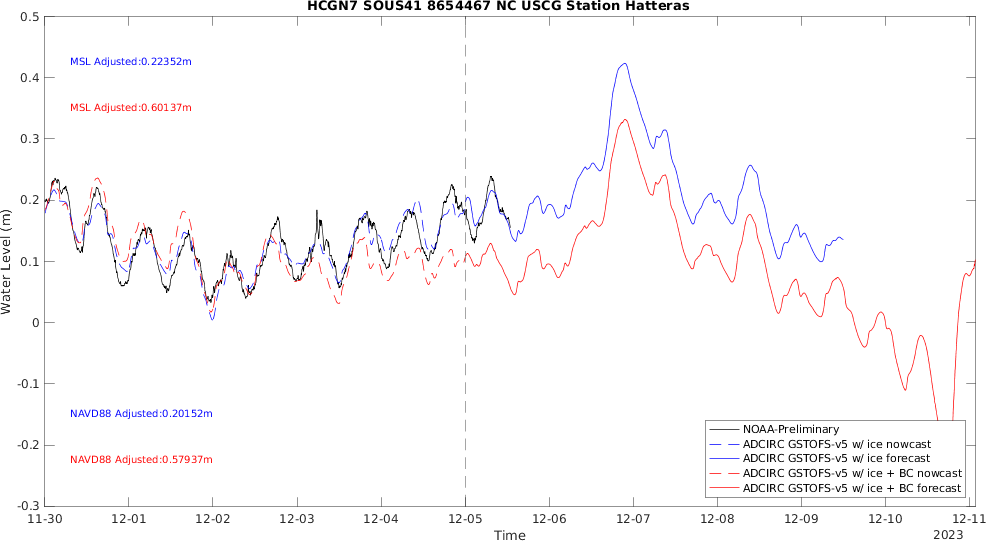 HCGN7 SOUS41 8654467 NC USCG Station Hatteras
0.5
0.4
0.3
0.2
0.1
0
-0.1
-0.2
-0.3
Water Level (m)
MSL Adjusted:0.22352m
MSL Adjusted:0.60137m
NAVD88 Adjusted:0.20152m
NAVD88 Adjusted:0.57937m
NOAA-Preliminary
ADCIRC GSTOFS-v5 w/ ice nowcast
ADCIRC GSTOFS-v5 w/ ice forecast
ADCIRC GSTOFS-v5 w/ ice + BC nowcast
ADCIRC GSTOFS-v5 w/ ice + BC forecast
11-30 12-01 12-02 12-03 12-04 12-05 12-06 12-07 12-08 12-09 12-10 12-11
Time
2023